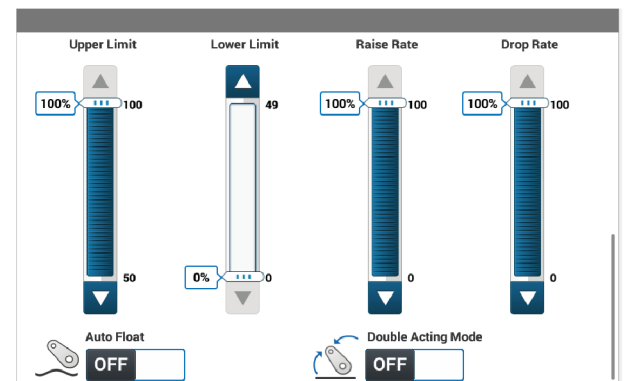 Upper Limit Lower Limit Raise Rate Drop Rate
100% 100 49 100% 100 100% 100
50 0% 0 0 0
Auto Float Double Acting Mode
OFF OFF